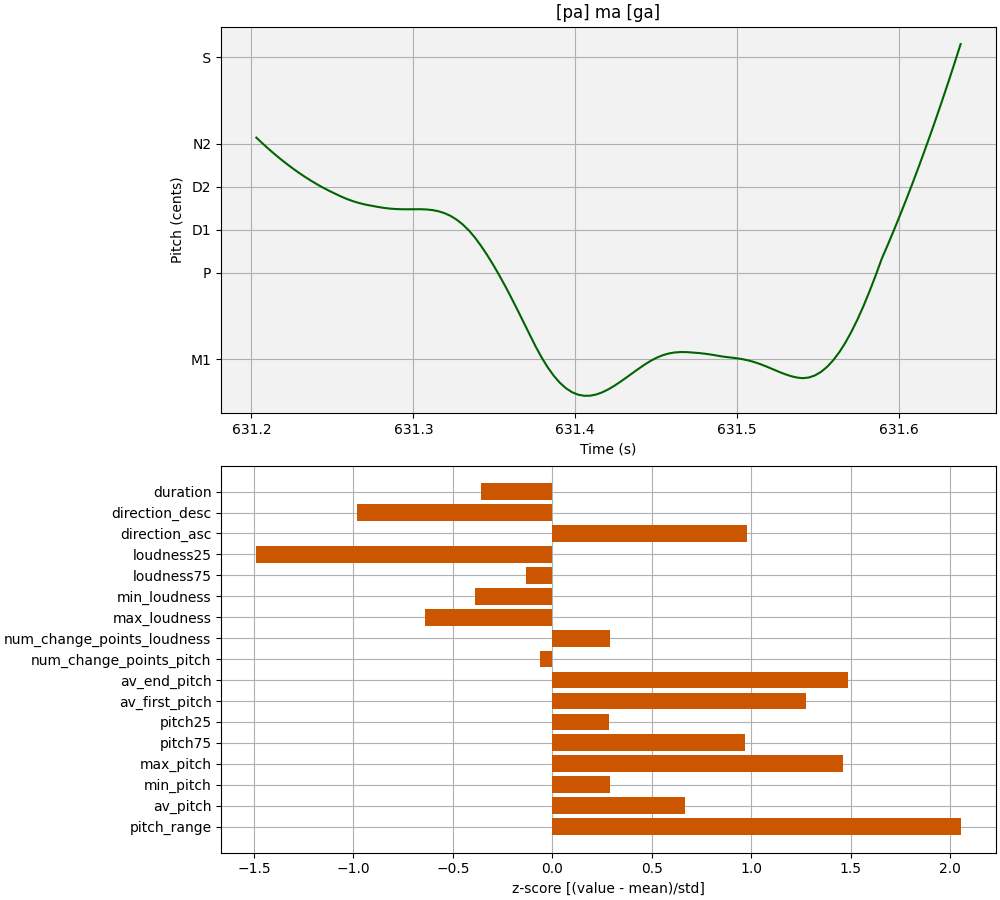 [pa] ma [ga]
S
N2
D2
D1
P
M1
Pitch (cents)
631.2 631.3 631.4 631.5 631.6
Time (s)
duration
direction_desc
direction_asc
loudness25
loudness75
min_loudness
max_loudness
num_change_points_loudness
num_change_points_pitch
av_end_pitch
av_first_pitch
pitch25
pitch75
max_pitch
min_pitch
av_pitch
pitch_range
−1.5 −1.0 −0.5 0.0 0.5 1.0 1.5 2.0
z-score [(value - mean)/std]